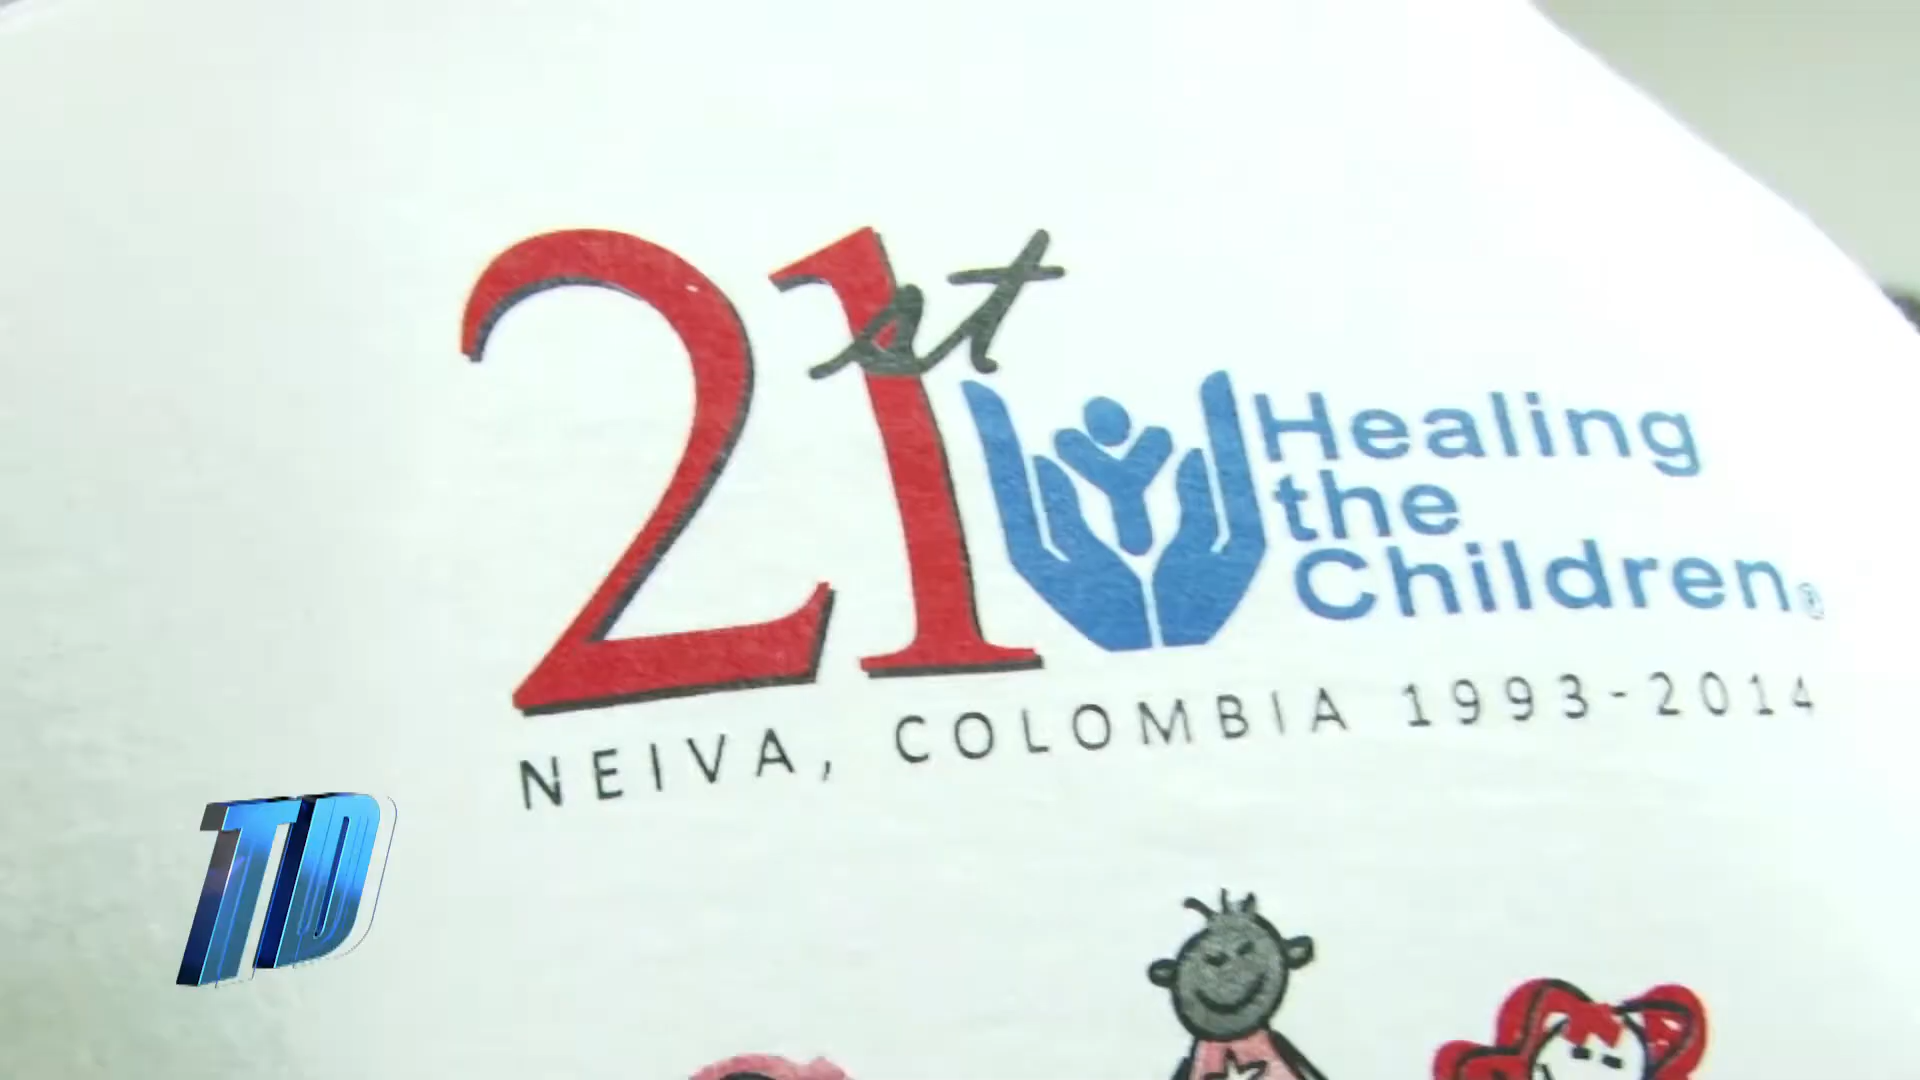 21st
Healing
the
Children®
NEIVA, COLOMBIA 1993-2014
TD